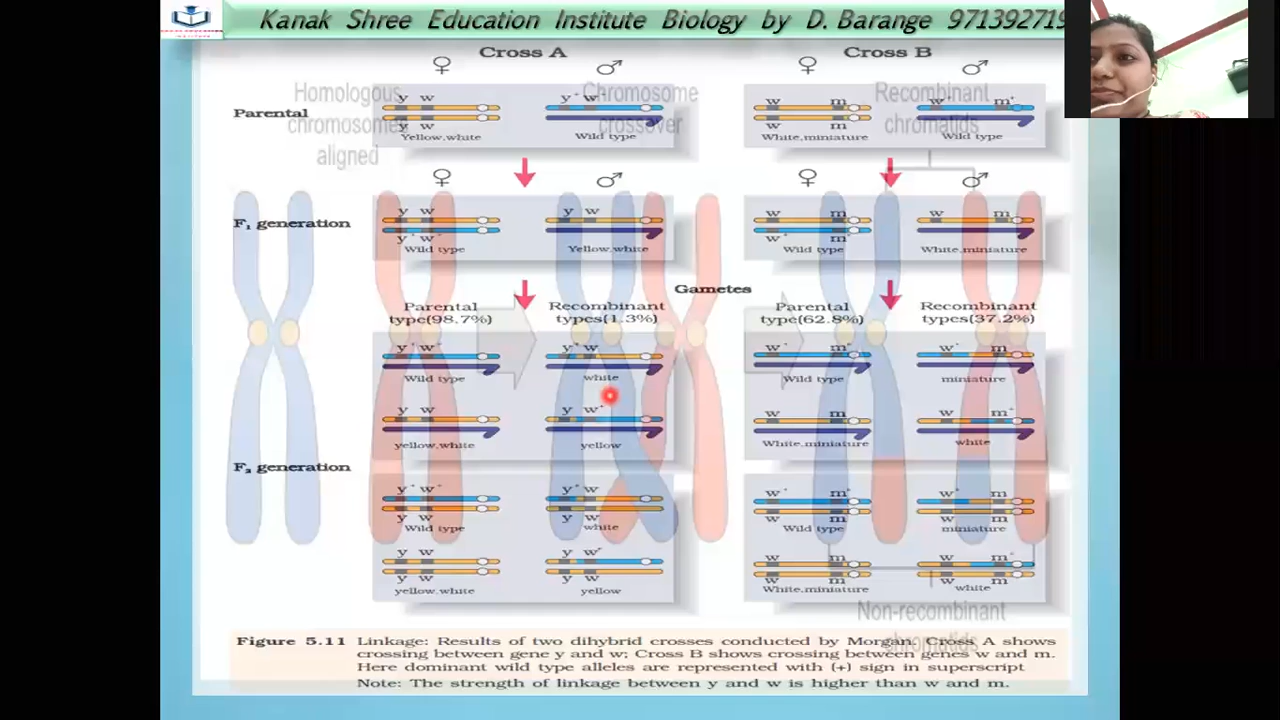 Kanak Shree Education Institute Biology by D. Barange 971392719
Cross A
Cross B
♀ ♂ ♀ ♂
Homologous
chromosomes
aligned
Chromosome
crossover
Recombinant
chromatids
Parental
y w
y w
Yellow,white
y+ w+
Wild type
w m
w m
White,miniature
w+ m+
Wild type
♀ ♂ ♀ ♂
F₁ generation
y w
y+ w+
Wild type
y w
Yellow,white
w m
w+ m+
Wild type
w m
White,miniature
Gametes
Parental
type(98.7%)
Recombinant
types(1.3%)
Parental
type(62.8%)
Recombinant
types(37.2%)
y+ w+
Wild type
y+ w
white
w+ m+
Wild type
w+ m
miniature
y w
yellow,white
y w+
yellow
w m
White,miniature
w m+
white
F₂ generation
y+ w+
y w
Wild type
y+ w
y w
white
w+ m+
w m
Wild type
w+ m
w m
miniature
y w
y w
yellow,white
y w+
y w
yellow
w m
w m
White,miniature
w m+
w m
white
Non-recombinant
chromatids
Figure 5.11 Linkage: Results of two dihybrid crosses conducted by Morgan. Cross A shows
crossing between gene y and w; Cross B shows crossing between genes w and m.
Here dominant wild type alleles are represented with (+) sign in superscript
Note: The strength of linkage between y and w is higher than w and m.